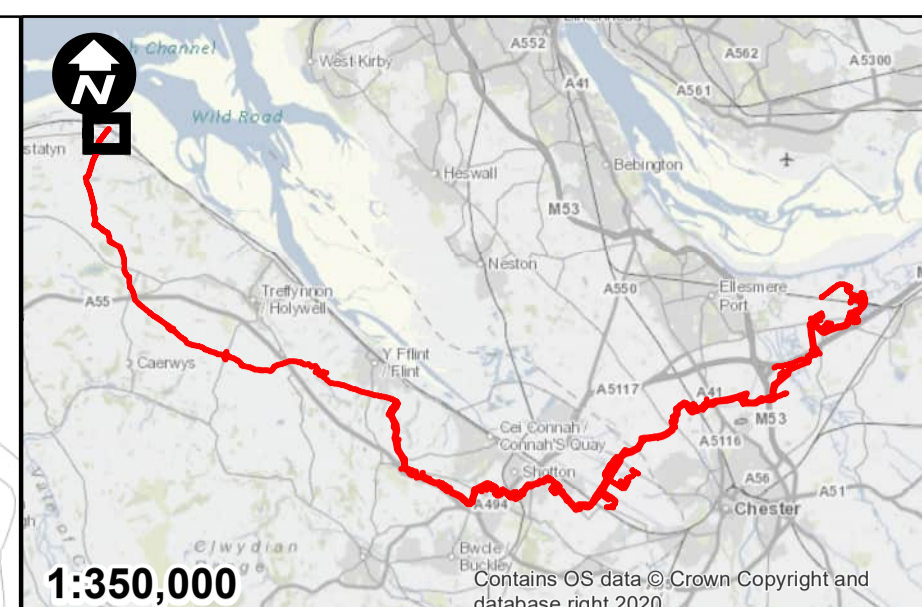 A552
A562
h Channel
West Kirby
A41
A5300
A561
N
Wild Road
statyn
Bebington
Heswall
M53
Neston
A550
Ellesmere
Port
A55
Treffynnon
/ Holywell
Caerwys
Y Fflint
/ Flint
A5117
A41
M53
Cei Connah /
Connah'S Quay
A5116
Shotton
A56
A51
A494
Chester
Clwydian
Bwcle
Buckley
1:350,000
Contains OS data © Crown Copyright and
database right 2020